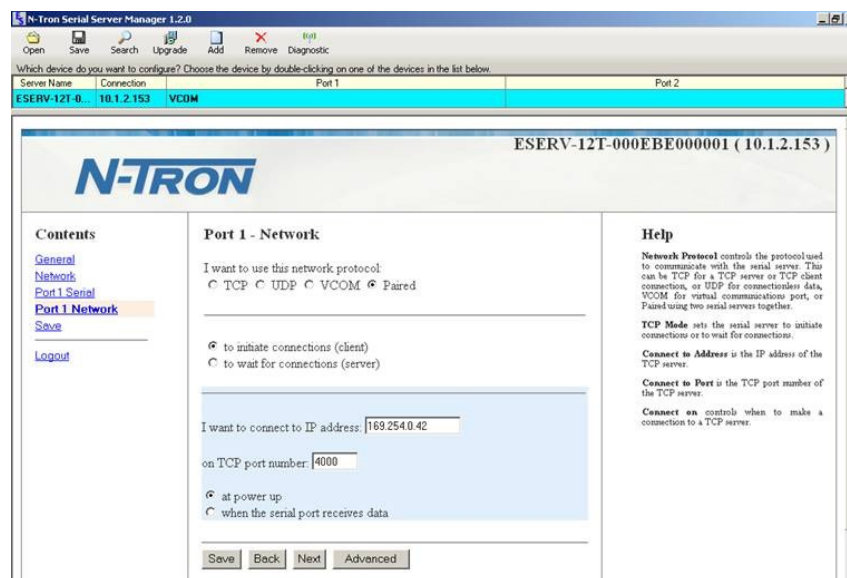 N-Tron Serial Server Manager 1.2.0
Open Save Search Upgrade Add Remove Diagnostic
Which device do you want to configure? Choose the device by double-clicking on one of the devices in the list below.
Server Name Connection Port 1 Port 2
ESERV-12T-0... 10.1.2.153 VCOM
ESERV-12T-000EBE000001 ( 10.1.2.153 )
N-TRON
Contents
General
Network
Port 1 Serial
Port 1 Network
Save
Logout
Port 1 - Network
I want to use this network protocol:
TCP UDP VCOM Paired
to initiate connections (client)
to wait for connections (server)
I want to connect to IP address: 169.254.0.42
on TCP port number: 4000
at power up
when the serial port receives data
Save Back Next Advanced
Help
Network Protocol controls the protocol used
to communicate with the serial server. This
can be TCP for a TCP server or TCP client
connection, or UDP for connectionless data,
VCOM for virtual communications port, or
Paired using two serial servers together.
TCP Mode sets the serial server to initiate
connections or to wait for connections.
Connect to Address is the IP address of the
TCP server.
Connect to Port is the TCP port number of
the TCP server.
Connect on controls when to make a
connection to a TCP server.